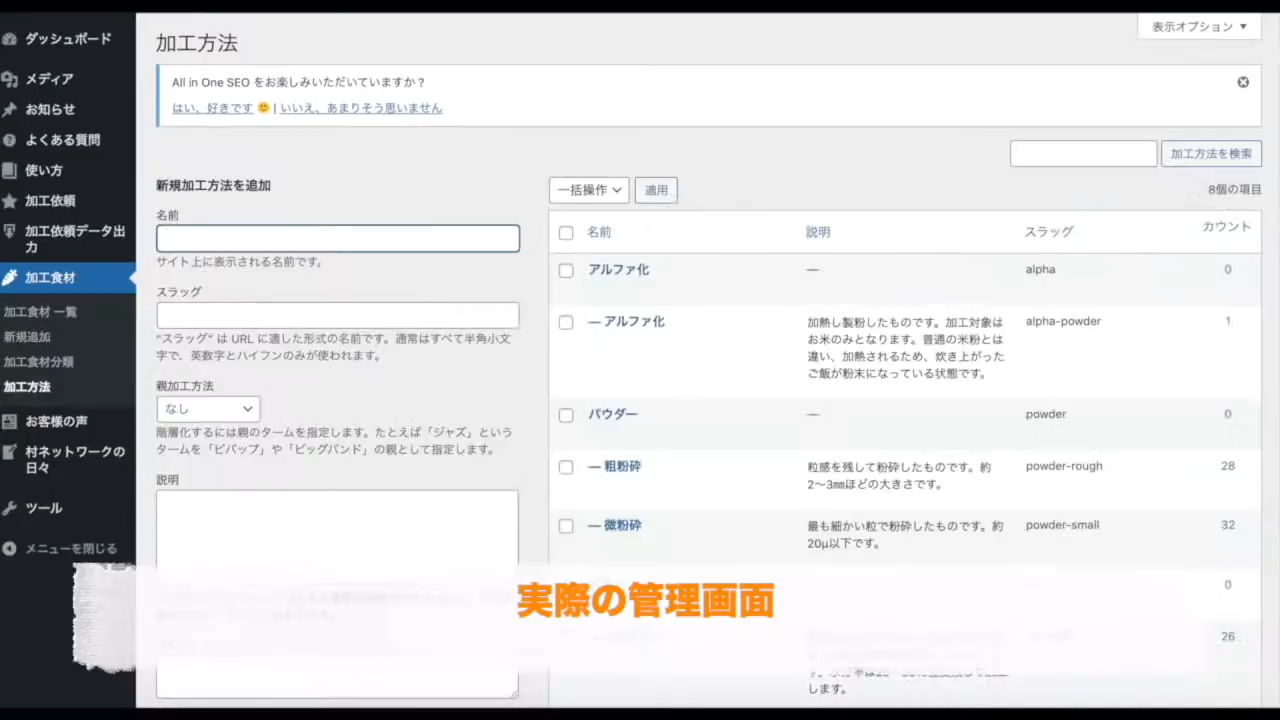 ダッシュボード
メディア
お知らせ
よくある質問
使い方
加工依頼
加工依頼データ出
力
加工食材
加工食材 一覧
新規追加
加工食材分類
加工方法
お客様の声
村ネットワークの
日々
ツール
メニューを閉じる
加工方法
表示オプション ▼
All in One SEO をお楽しみいただいていますか ?
はい、好きです 🙂 | いいえ、あまりそう思いません
加工方法を検索
新規加工方法を追加
名前
サイト上に表示される名前です。
スラッグ
“スラッグ” は URL に適した形式の名前です。通常はすべて半角小文
字で、英数字とハイフンのみが使われます。
親加工方法
なし
階層化するには親のタームを指定します。たとえば「ジャズ」という
タームを「ビバップ」や「ビッグバンド」の親として指定します。
説明
一括操作 適用
8個の項目
名前 説明 スラッグ カウント
アルファ化 — alpha 0
— アルファ化 加熱し製粉したものです。加工対象は alpha-powder 1
お米のみとなります。普通の米粉とは
違い、加熱されるため、炊き上がった
ご飯が粉末になっている状態です。
パウダー — powder 0
— 粗粉砕 粒感を残して粉砕したものです。約 powder-rough 28
2〜3㎜ほどの大きさです。
— 微粉砕 最も細かい粒で粉砕したものです。約 powder-small 32
20μ以下です。
0
26
します。
実際の管理画面